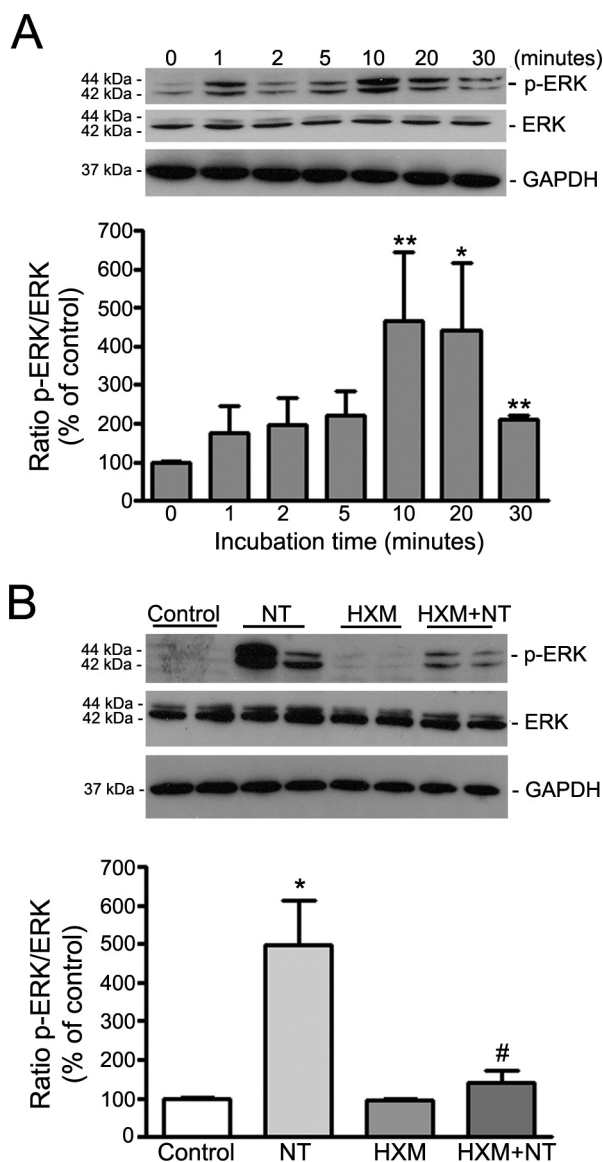 A
0 1 2 5 10 20 30 (minutes)
44 kDa -
42 kDa -
- p-ERK
44 kDa -
42 kDa -
- ERK
37 kDa -
- GAPDH
Ratio p-ERK/ERK
(% of control)
700
600
500
400
300
200
100
0
** * **
0 1 2 5 10 20 30
Incubation time (minutes)
B
Control NT HXM HXM+NT
44 kDa -
42 kDa -
- p-ERK
44 kDa -
42 kDa -
- ERK
37 kDa -
- GAPDH
Ratio p-ERK/ERK
(% of control)
700
600
500
400
300
200
100
0
* #
Control NT HXM HXM+NT